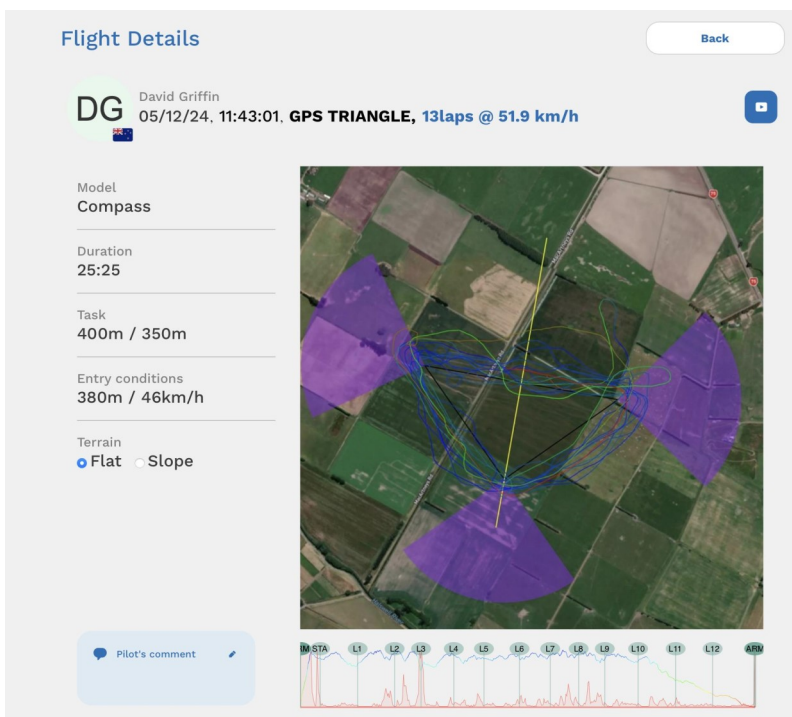 Flight Details
Back
DG
David Griffin
05/12/24, 11:43:01, GPS TRIANGLE, 13laps @ 51.9 km/h
Model
Compass
Duration
25:25
Task
400m / 350m
Entry conditions
380m / 46km/h
Terrain
Flat Slope
Pilot's comment
STA L1 L2 L3 L4 L5 L6 L7 L8 L9 L10 L11 L12 ARM